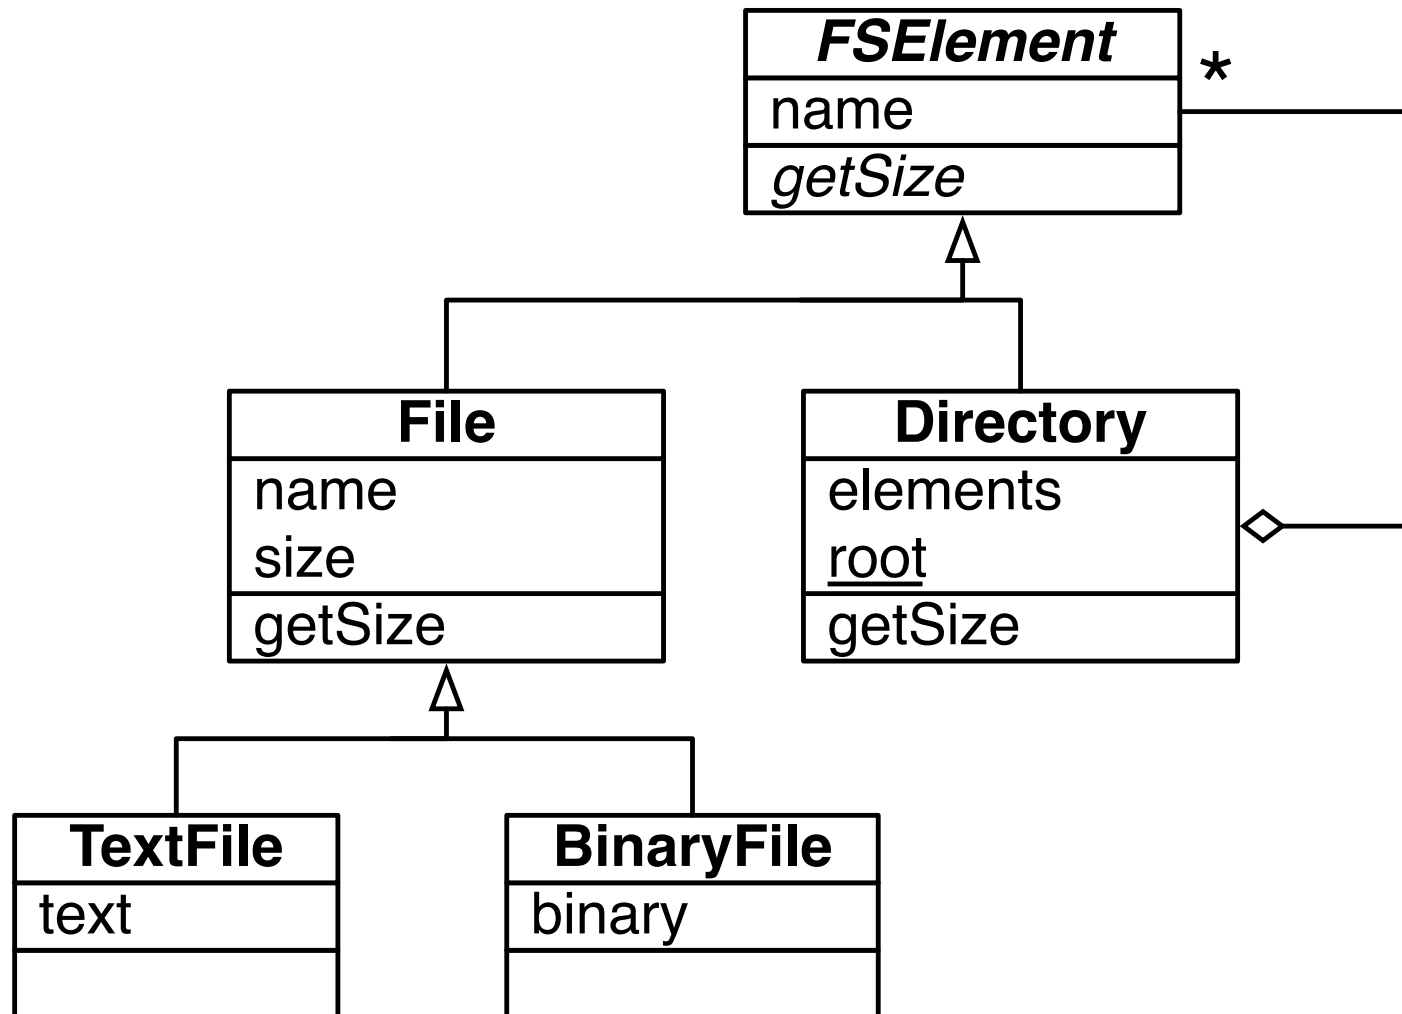 FSElement
*
name
getSize
File
name
size
getSize
Directory
elements
root
getSize
TextFile
text
BinaryFile
binary